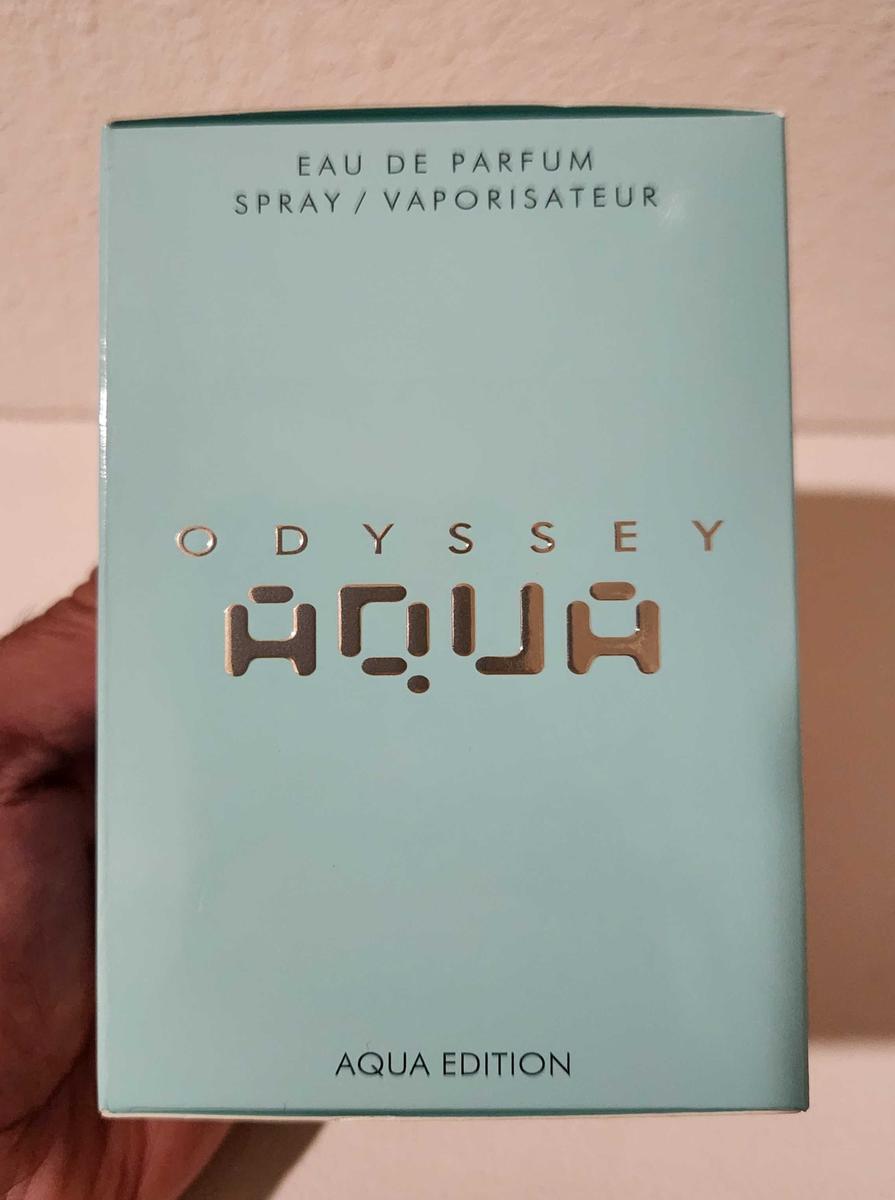 EAU DE PARFUM
SPRAY / VAPORISATEUR
ODYSSEY
AQUA
AQUA EDITION